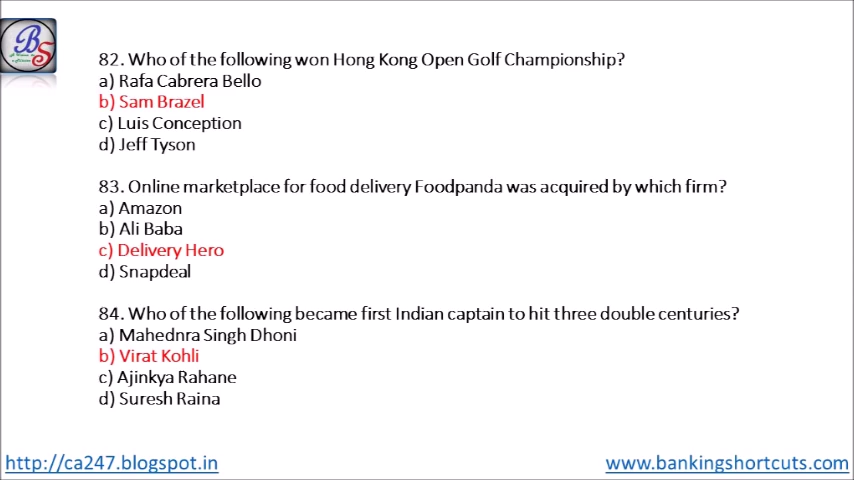 BS
82. Who of the following won Hong Kong Open Golf Championship?
a) Rafa Cabrera Bello
b) Sam Brazel
c) Luis Conception
d) Jeff Tyson
83. Online marketplace for food delivery Foodpanda was acquired by which firm?
a) Amazon
b) Ali Baba
c) Delivery Hero
d) Snapdeal
84. Who of the following became first Indian captain to hit three double centuries?
a) Mahednra Singh Dhoni
b) Virat Kohli
c) Ajinkya Rahane
d) Suresh Raina
http://ca247.blogspot.in
www.bankingshortcuts.com